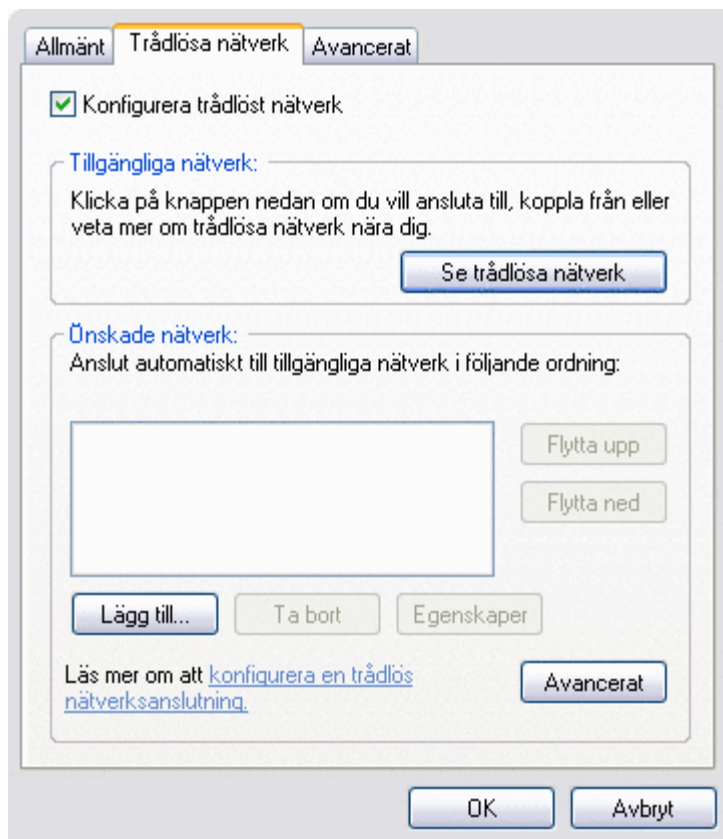 Allmänt
Trådlösa nätverk
Avancerat
Konfigurera trådlöst nätverk
Tillgängliga nätverk:
Klicka på knappen nedan om du vill ansluta till, koppla från eller
veta mer om trådlösa nätverk nära dig.
Se trådlösa nätverk
Önskade nätverk:
Anslut automatiskt till tillgängliga nätverk i följande ordning:
Flytta upp
Flytta ned
Lägg till...
Ta bort
Egenskaper
Läs mer om att konfigurera en trådlös
nätverksanslutning.
Avancerat
OK
Avbryt